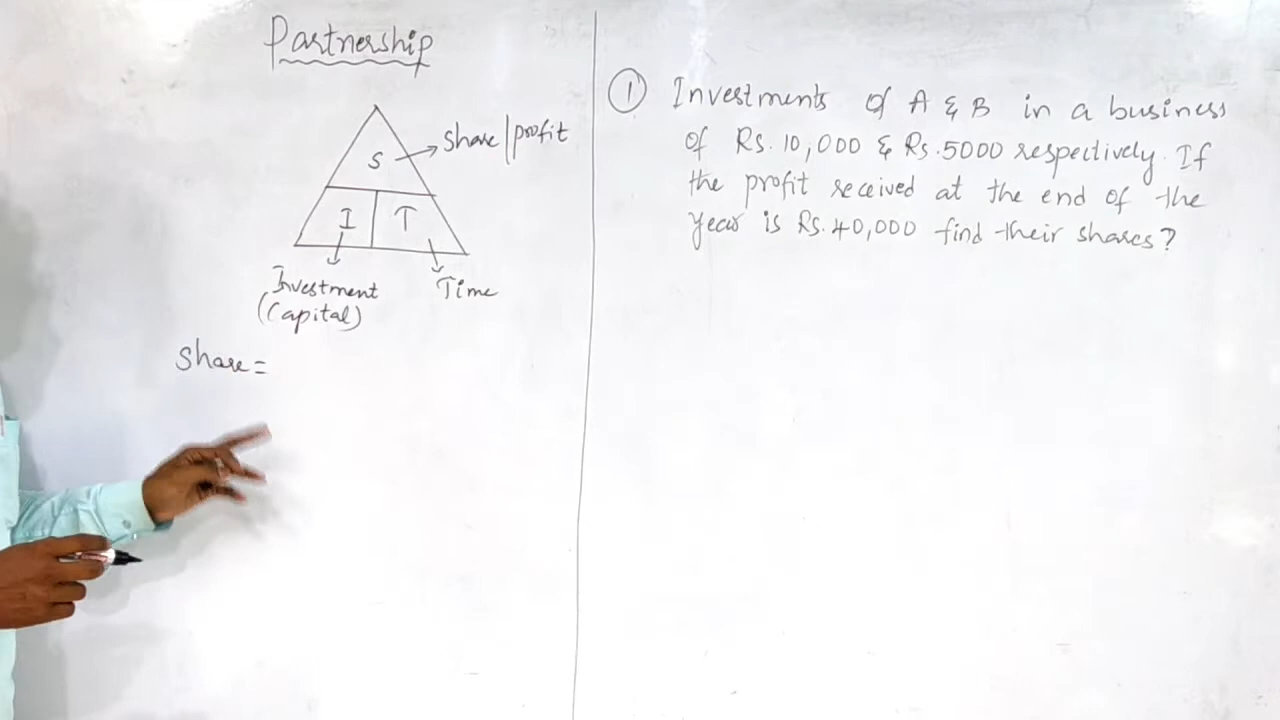 Partnership
S
Share/profit
I
T
Investment
(Capital)
Time
Share =
① Investments of A & B in a business
of Rs. 10,000 & Rs. 5000 respectively. If
the profit received at the end of the
year is Rs. 40,000 find their shares?